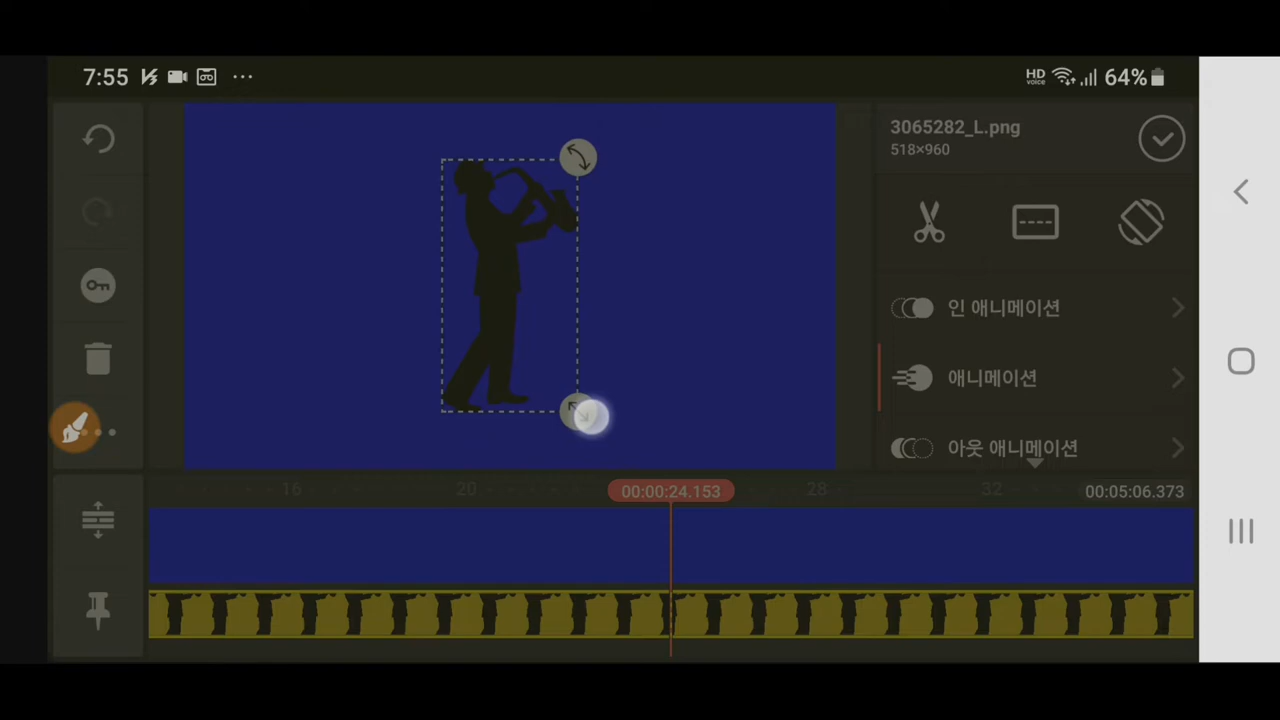 7:55
HD voice 64%
3065282_L.png
518×960
인 애니메이션
애니메이션
아웃 애니메이션
16 20 00:00:24.153 28 32 00:05:06.373